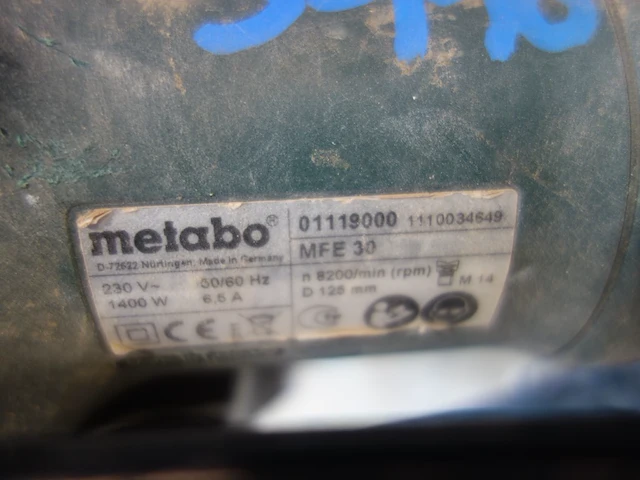 metabo®
D-72622 Nürtingen Made in Germany
230 V~ 50/60 Hz
1400 W 6,5 A
CE
01119000 1110034649
MFE 30
n 8200/min (rpm) M 14
D 125 mm